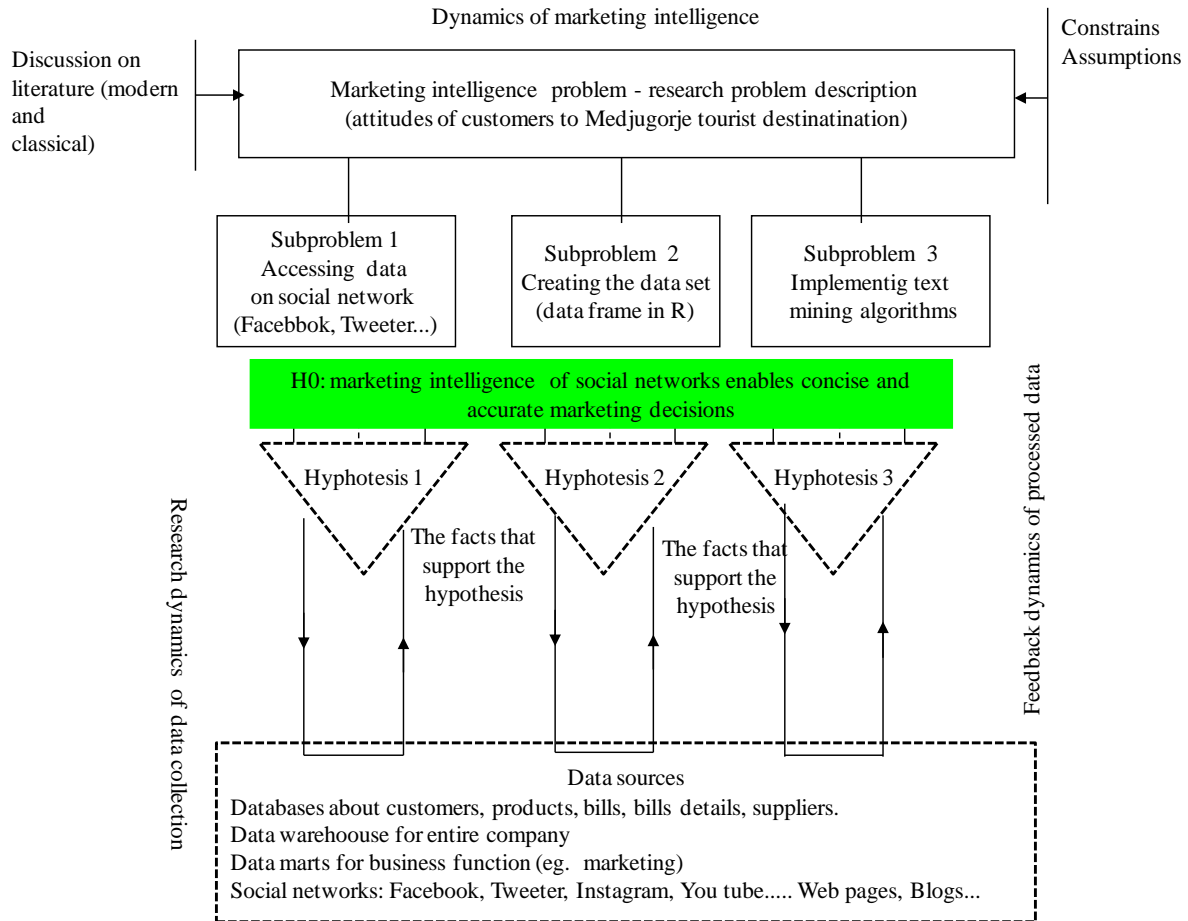 Dynamics of marketing intelligence
Discussion on
literature (modern
and
classical)
Constrains
Assumptions
Marketing intelligence problem - research problem description
(attitudes of customers to Medjugorje tourist destinatination)
Subproblem 1
Accessing data
on social network
(Facebbok, Tweeter...)
Subproblem 2
Creating the data set
(data frame in R)
Subproblem 3
Implementig text
mining algorithms
H0: marketing intelligence of social networks enables concise and
accurate marketing decisions
Hyphotesis 1
Hyphotesis 2
Hyphotesis 3
The facts that
support the
hypothesis
The facts that
support the
hypothesis
Research dynamics of data collection
Feedback dynamics of processed data
Data sources
Databases about customers, products, bills, bills details, suppliers.
Data warehoouse for entire company
Data marts for business function (eg. marketing)
Social networks: Facebook, Tweeter, Instagram, You tube..... Web pages, Blogs...